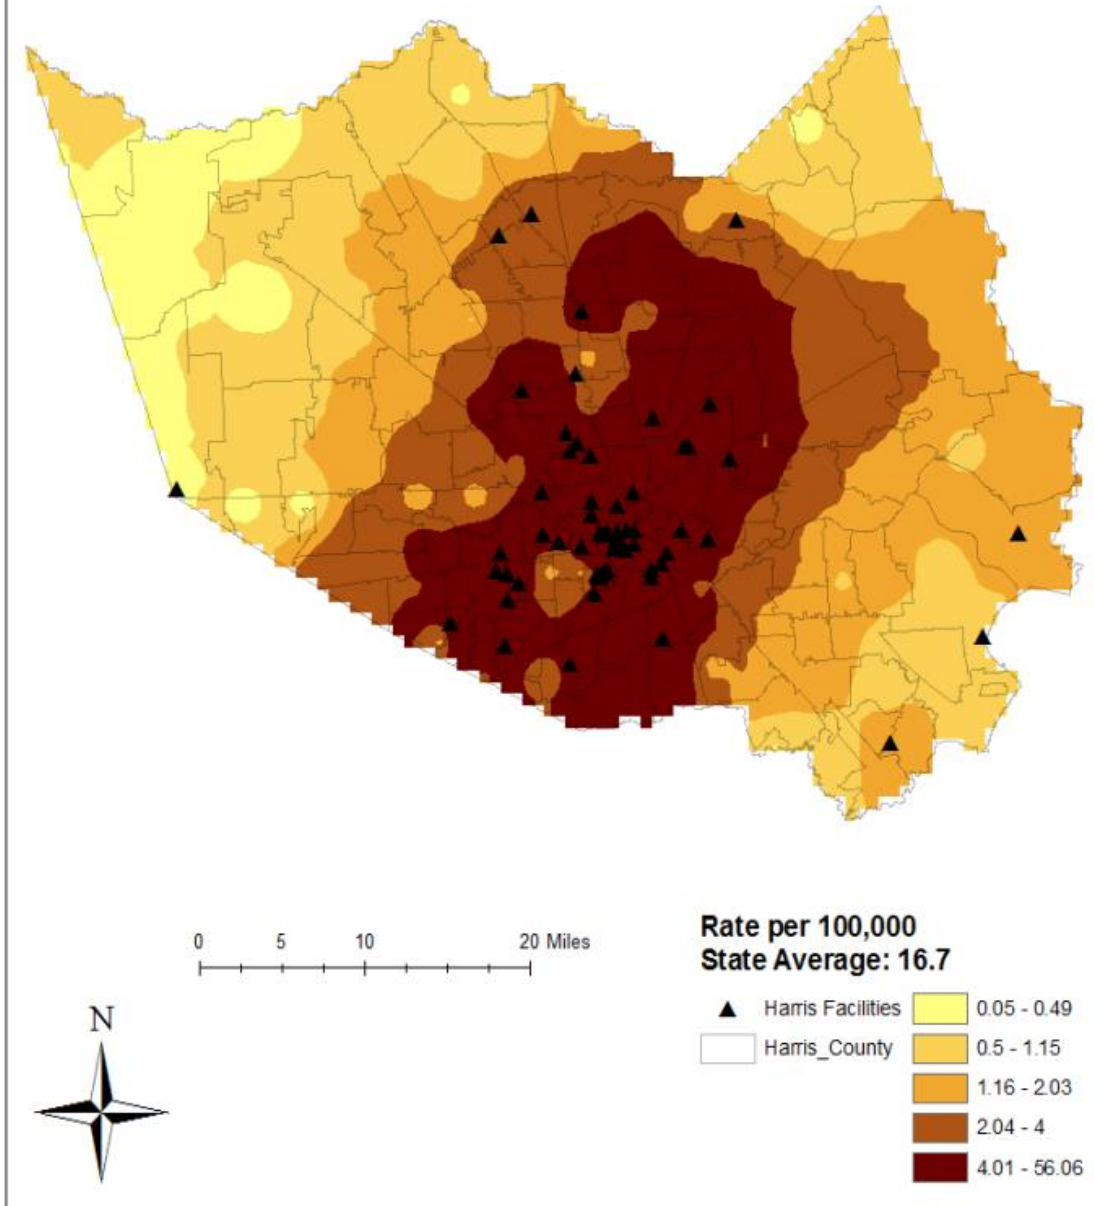 0 5 10 20 Miles
N
Rate per 100,000
State Average: 16.7
Harris Facilities
Harris_County
0.05 - 0.49
0.5 - 1.15
1.16 - 2.03
2.04 - 4
4.01 - 56.06